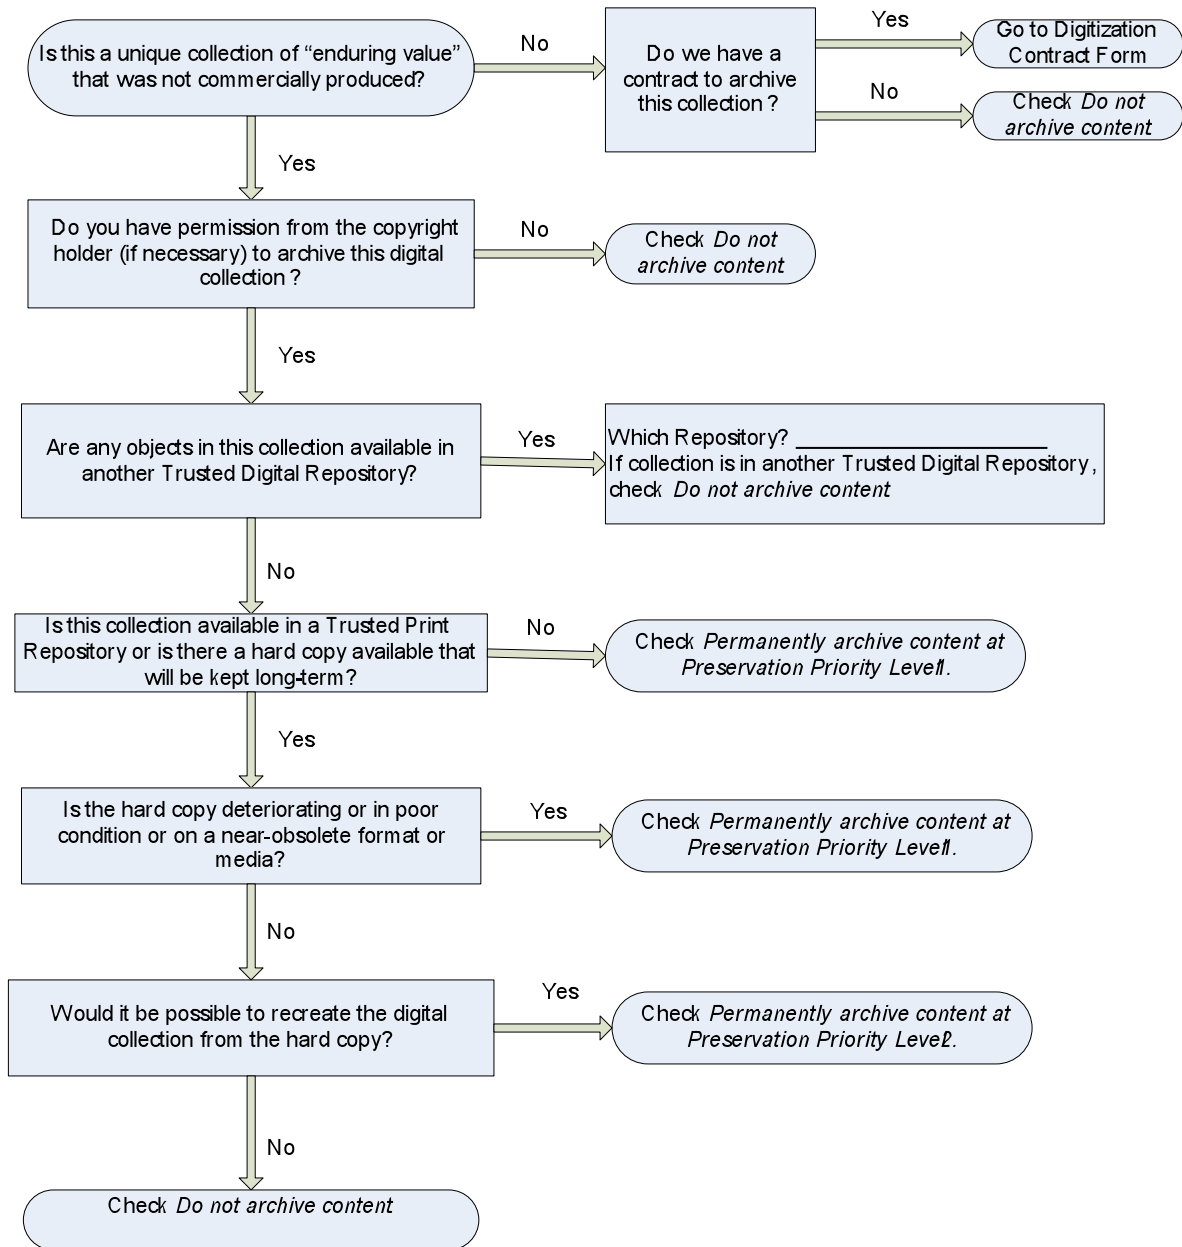 Is this a unique collection of “enduring value”
that was not commercially produced?
No
Do we have a
contract to archive
this collection ?
Yes
Go to Digitization
Contract Form
No
Check Do not
archive content
Yes
Do you have permission from the copyright
holder (if necessary) to archive this digital
collection ?
No
Check Do not
archive content
Yes
Are any objects in this collection available in
another Trusted Digital Repository?
Yes
Which Repository? ______________________
If collection is in another Trusted Digital Repository,
check Do not archive content
No
Is this collection available in a Trusted Print
Repository or is there a hard copy available that
will be kept long-term?
No
Check Permanently archive content at
Preservation Priority Level1.
Yes
Is the hard copy deteriorating or in poor
condition or on a near-obsolete format or
media?
Yes
Check Permanently archive content at
Preservation Priority Level1.
No
Would it be possible to recreate the digital
collection from the hard copy?
Yes
Check Permanently archive content at
Preservation Priority Level2.
No
Check Do not archive content